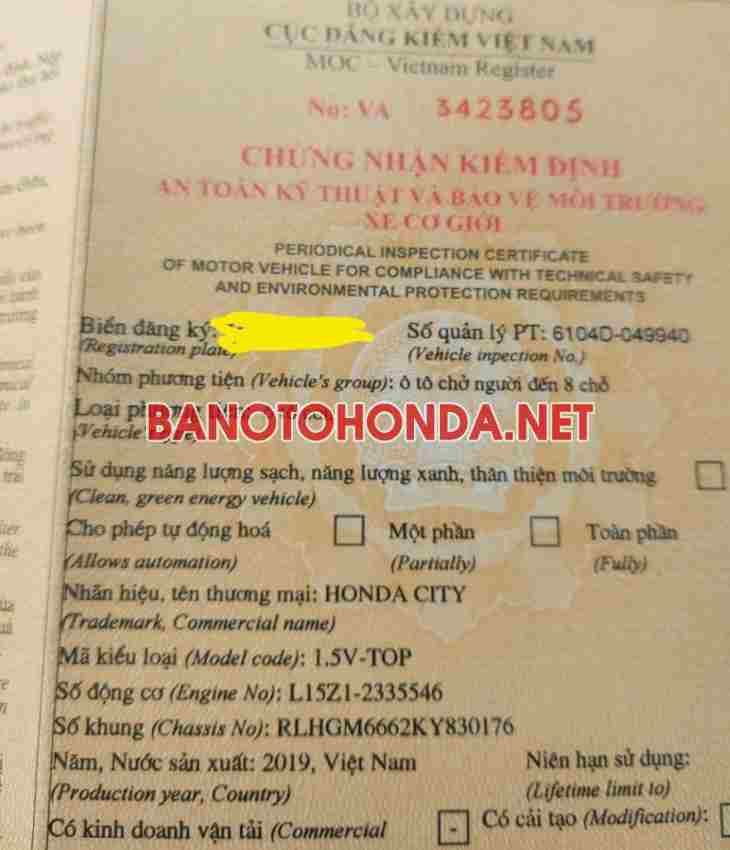 BỘ XÂY DỰNG
CỤC ĐĂNG KIỂM VIỆT NAM
MOC – Vietnam Register
No: VA 3423805
CHỨNG NHẬN KIỂM ĐỊNH
AN TOÀN KỸ THUẬT VÀ BẢO VỆ MÔI TRƯỜNG
XE CƠ GIỚI
PERIODICAL INSPECTION CERTIFICATE
OF MOTOR VEHICLE FOR COMPLIANCE WITH TECHNICAL SAFETY
AND ENVIRONMENTAL PROTECTION REQUIREMENTS
Biển đăng ký: Số quản lý PT: 6104D-049940
(Registration plate) (Vehicle inpection No.)
Nhóm phương tiện (Vehicle's group): ô tô chở người đến 8 chỗ
Loại phương tiện
BANOTOHONDA.NET
(Vehicle
Sử dụng năng lượng sạch, năng lượng xanh, thân thiện môi trường
(Clean, green energy vehicle)
Cho phép tự động hoá Một phần Toàn phần
(Allows automation) (Partially) (Fully)
Nhãn hiệu, tên thương mại: HONDA CITY
(Trademark, Commercial name)
Mã kiểu loại (Model code): 1.5V-TOP
Số động cơ (Engine No): L15Z1-2335546
Số khung (Chassis No): RLHGM6662KY830176
Năm, Nước sản xuất: 2019, Việt Nam Niên hạn sử dụng:
(Production year, Country) (Lifetime limit to)
Có kinh doanh vận tải (Commercial - Có cải tạo (Modification):